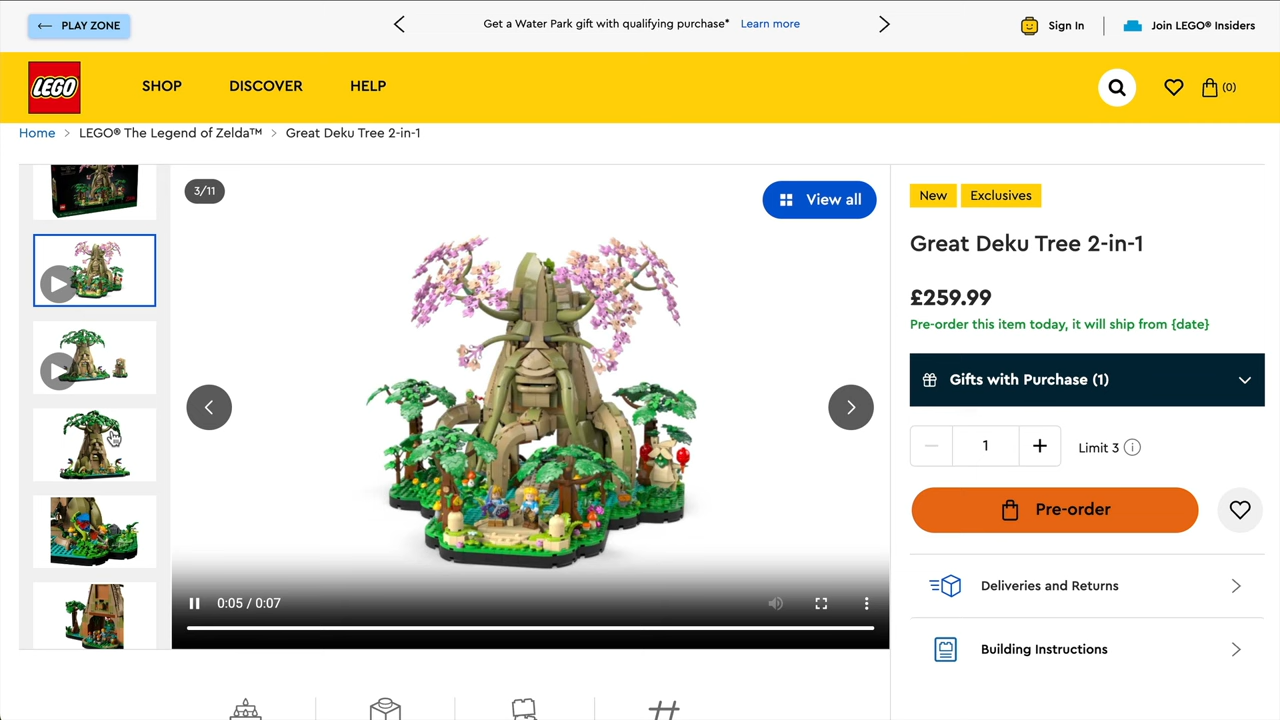 PLAY ZONE
Get a Water Park gift with qualifying purchase* Learn more
Sign In
Join LEGO® Insiders
LEGO
SHOP
DISCOVER
HELP
(0)
Home > LEGO® The Legend of Zelda™ > Great Deku Tree 2-in-1
3/11
View all
New
Exclusives
Great Deku Tree 2-in-1
£259.99
Pre-order this item today, it will ship from {date}
Gifts with Purchase (1)
1
Limit 3
Pre-order
0:05 / 0:07
Deliveries and Returns
Building Instructions